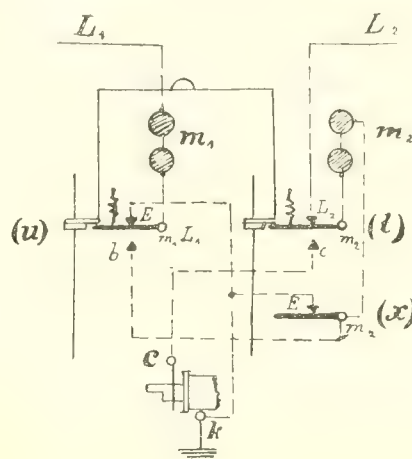 L₁ L₂
m₁ m₂
(u) E m₁ L₁ (t) L₂ m₂
b c
E m₂ (x)
c
k